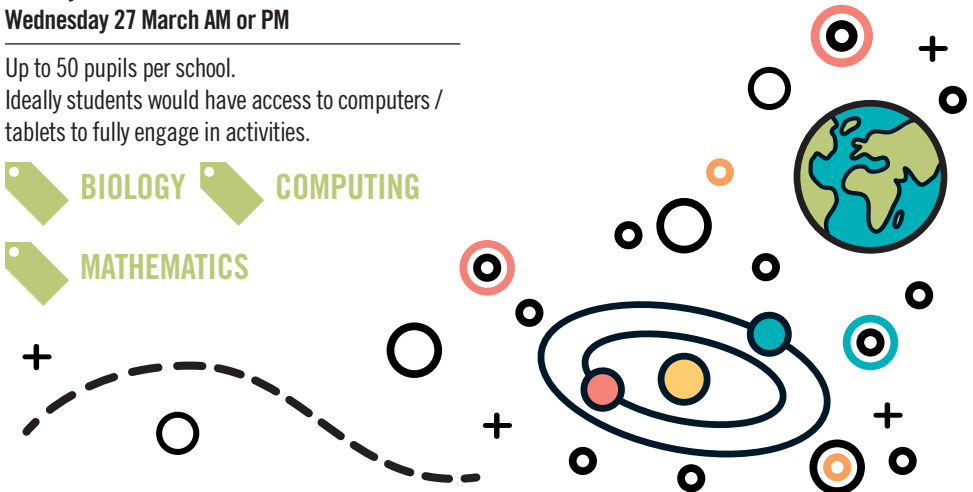 Wednesday 27 March AM or PM
Up to 50 pupils per school.
Ideally students would have access to computers /
tablets to fully engage in activities.
BIOLOGY COMPUTING
MATHEMATICS